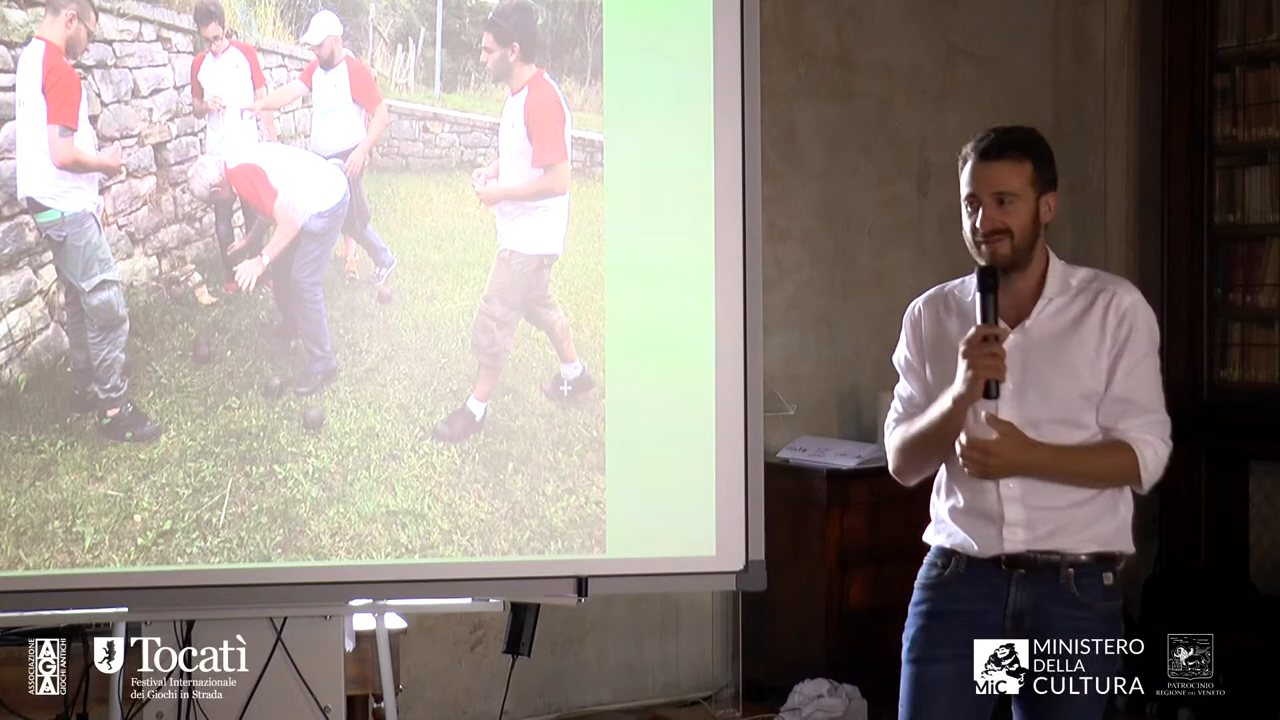 ASSOCIAZIONE
AGA
GIOCHI ANTICHI
Tocatì
Festival Internazionale
dei Giochi in Strada
MiC
MINISTERO
DELLA
CULTURA
PATROCINIO
REGIONE DEL VENETO